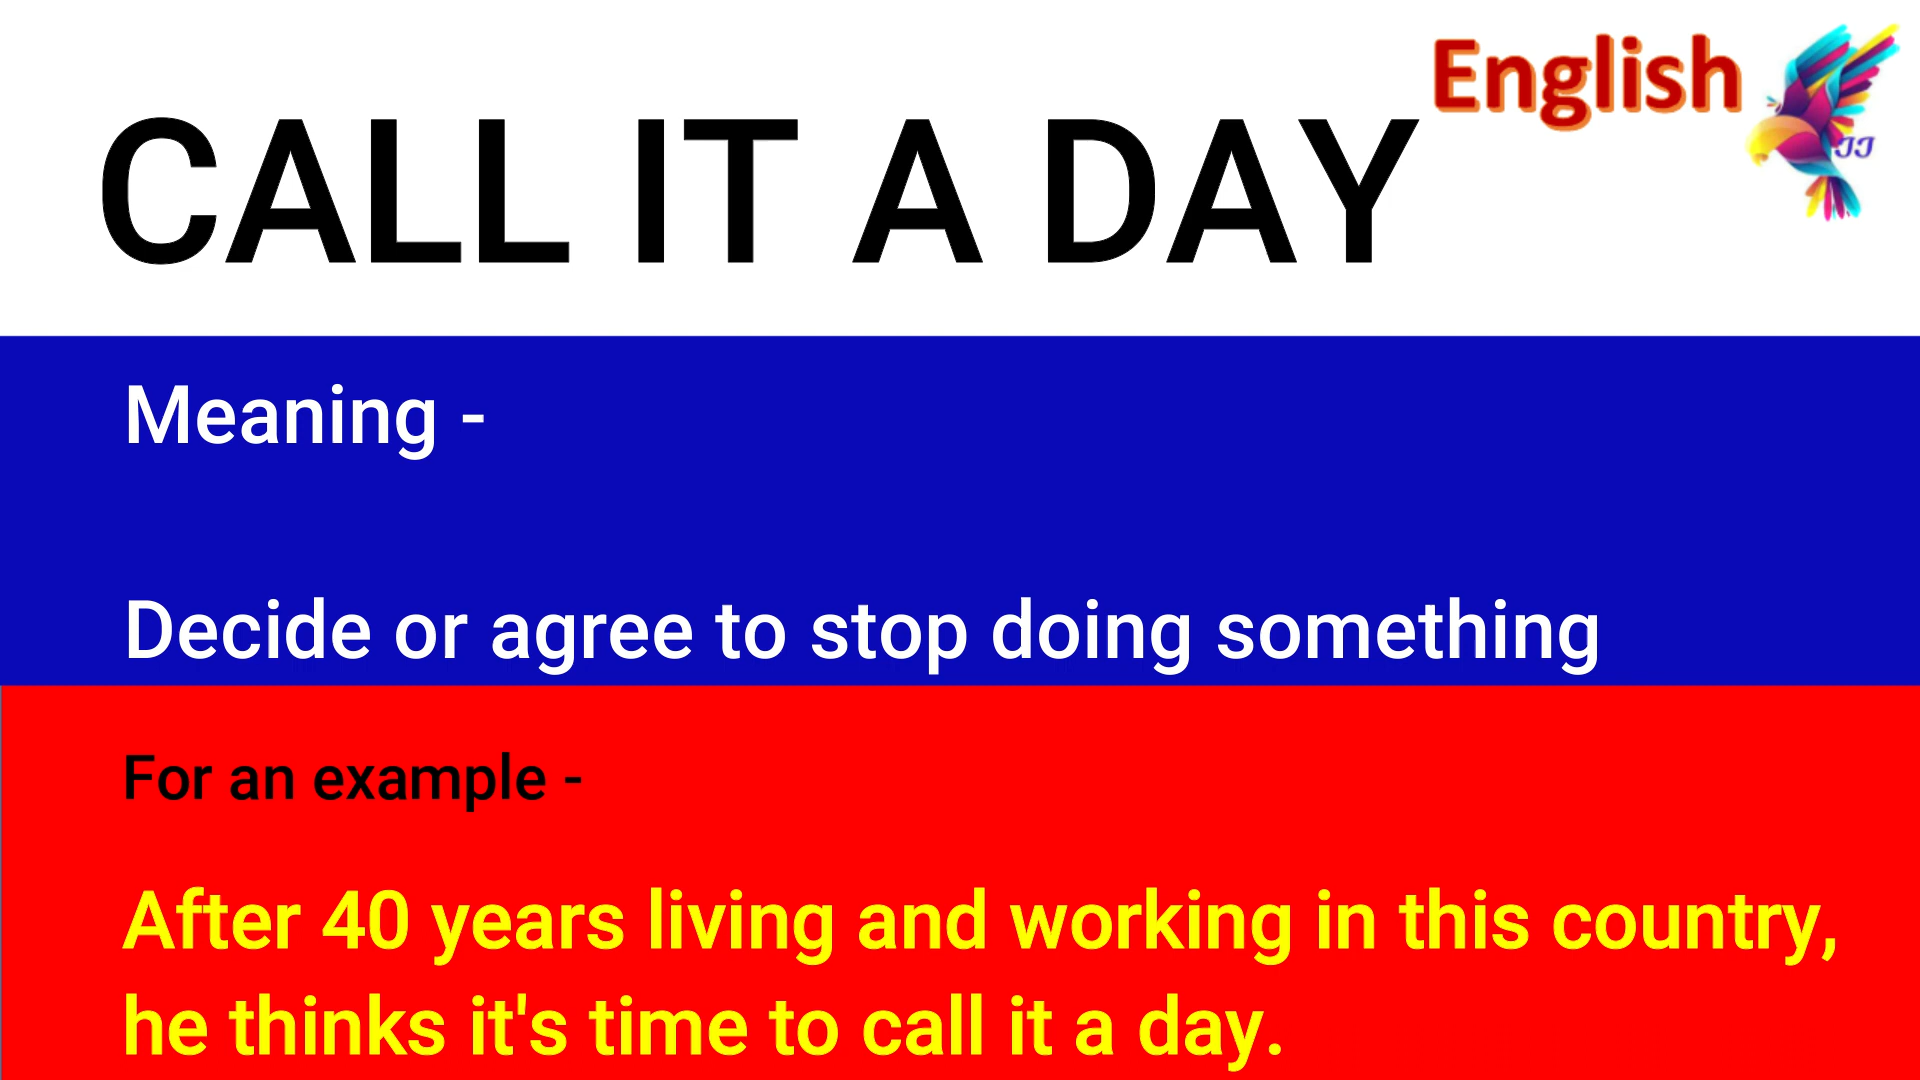 English
JJ
CALL IT A DAY
Meaning -
Decide or agree to stop doing something
For an example -
After 40 years living and working in this country,
he thinks it's time to call it a day.